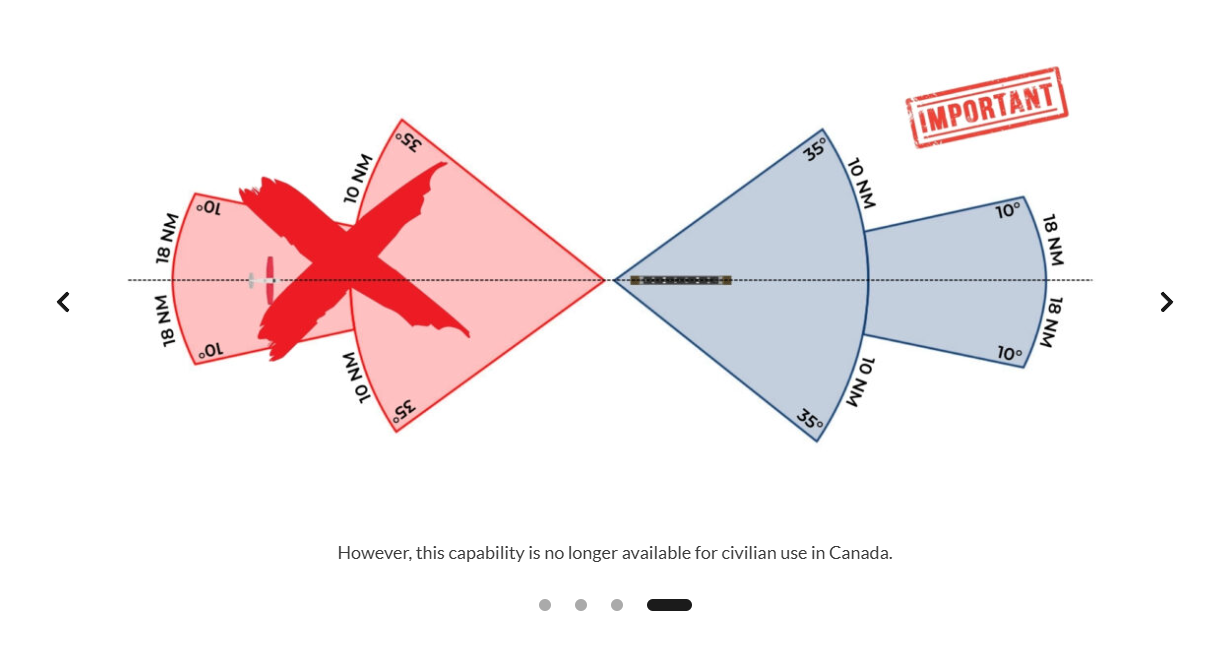 IMPORTANT
35°
10 NM
35°
10 NM
10°
18 NM
10°
18 NM
18 NM
10°
18 NM
10°
10 NM
35°
10 NM
35°
However, this capability is no longer available for civilian use in Canada.